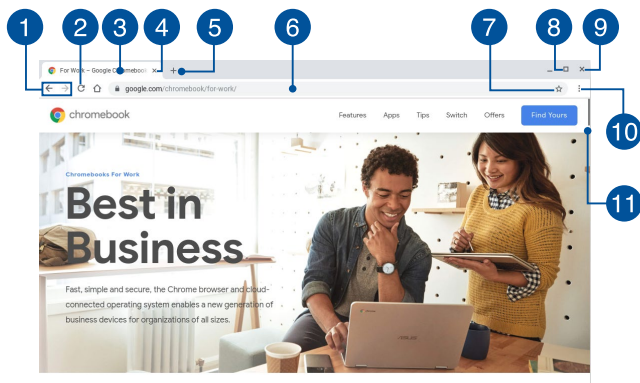 1 2 3 4 5 6 7 8 9
For Work – Google Chromeboo
google.com/chromebook/for-work/
10
chromebook Features Apps Tips Switch Offers Find Yours
11
Chromebooks For Work
Best in
Business
Fast, simple and secure, the Chrome browser and cloud-
connected operating system enables a new generation of
business devices for organizations of all sizes.
ASUS